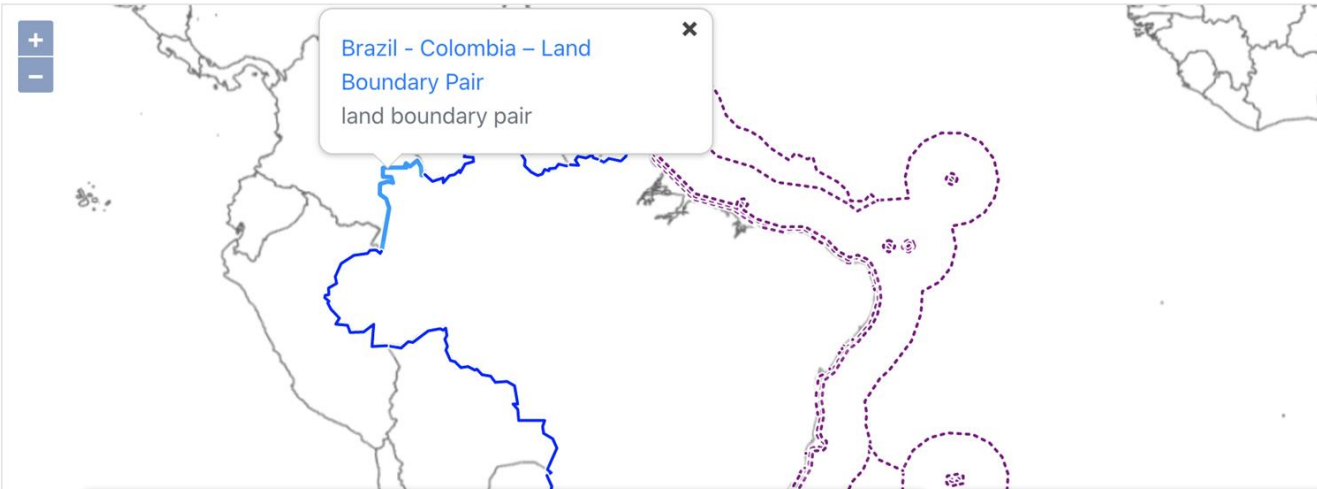 +
−
Brazil - Colombia – Land
Boundary Pair
land boundary pair